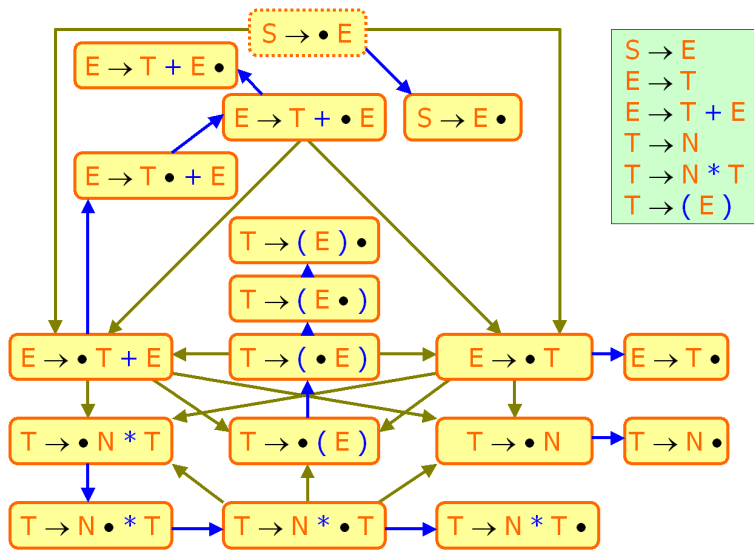 S → • E
E → T + E •
E → T + • E
S → E •
E → T • + E
T → ( E ) •
T → ( E • )
E → • T + E
T → ( • E )
E → • T
E → T •
T → • N * T
T → • ( E )
T → • N
T → N •
T → N • * T
T → N * • T
T → N * T •
S → E
E → T
E → T + E
T → N
T → N * T
T → ( E )